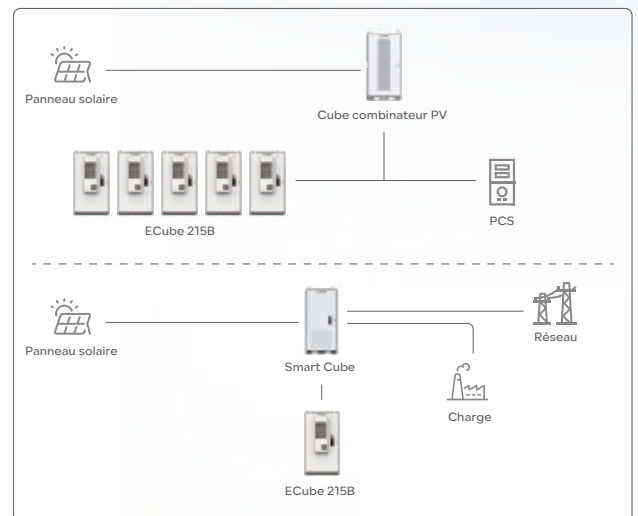 Panneau solaire
Cube combinateur PV
ECube 215B
PCS
Panneau solaire
Smart Cube
Réseau
Charge
ECube 215B